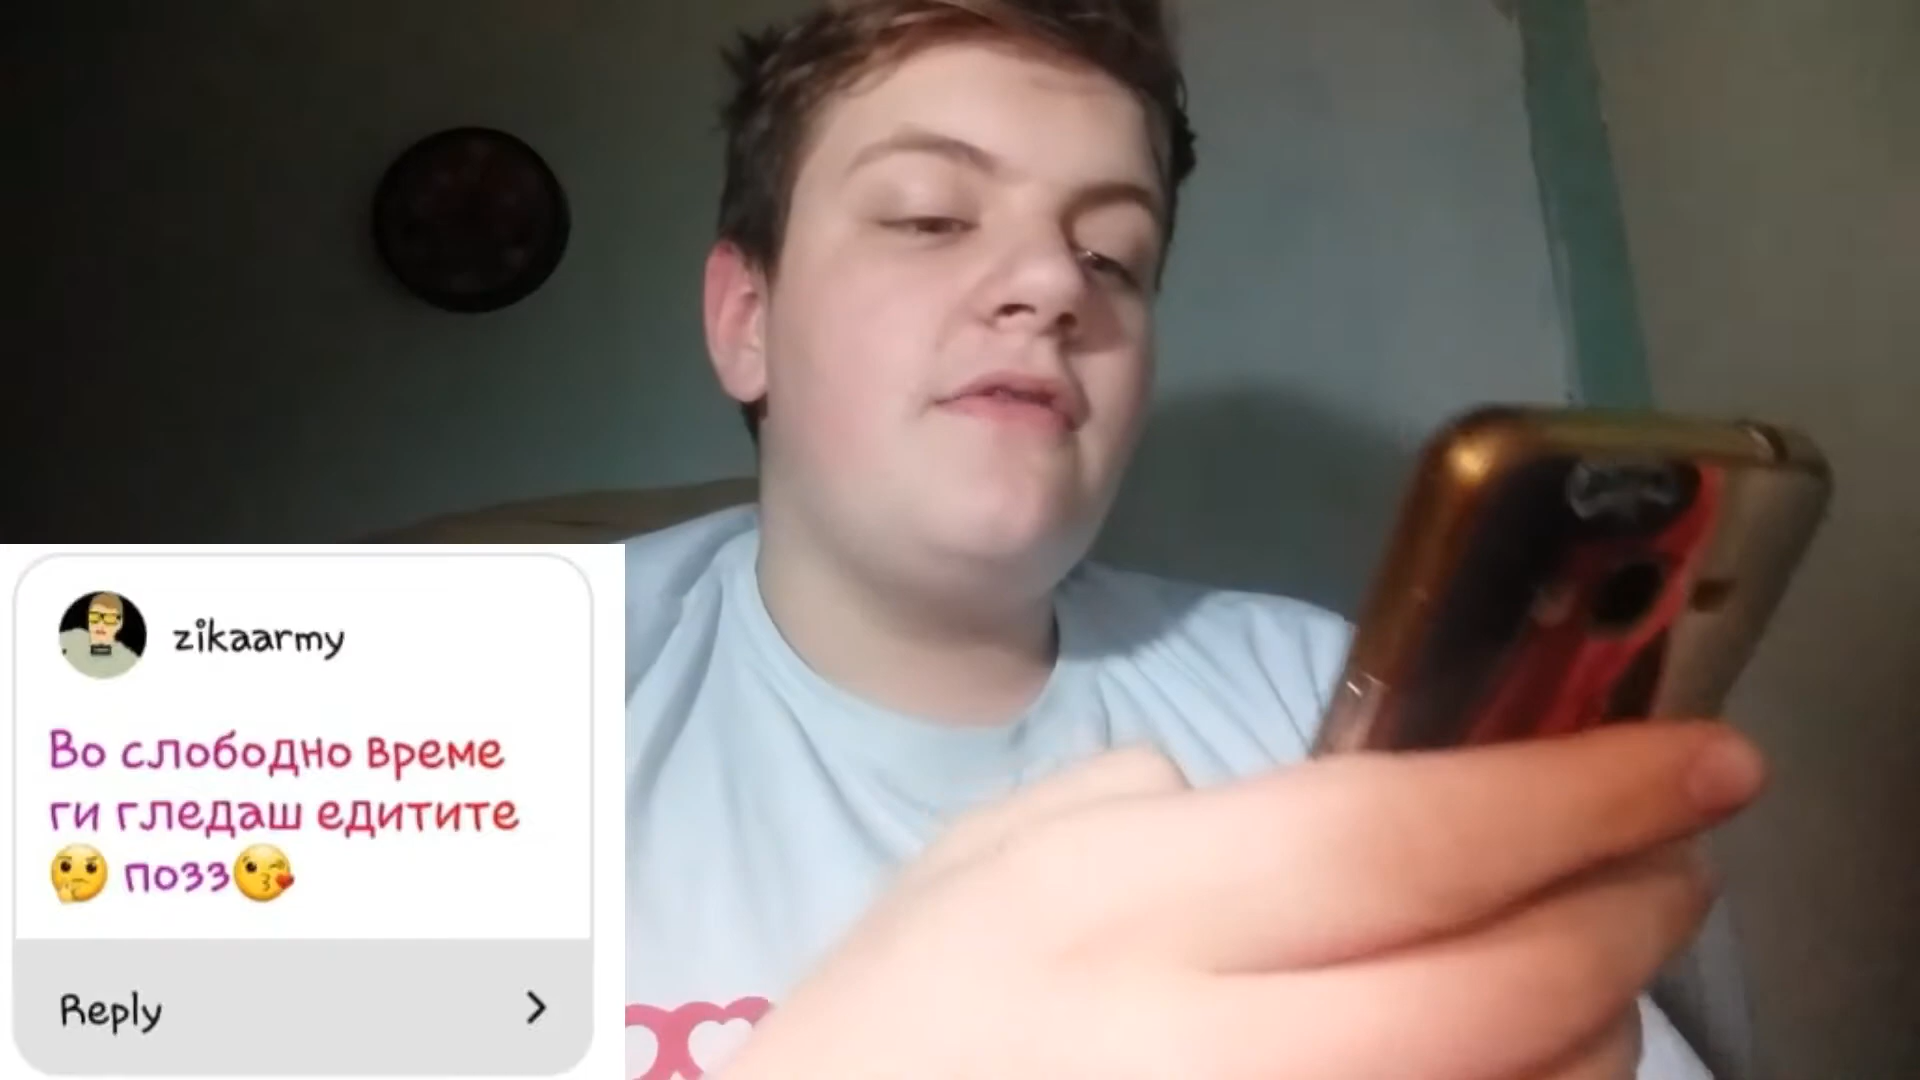 zikaarmy
Во слободно време
ги гледаш едитите
🤔 позз😘
Reply